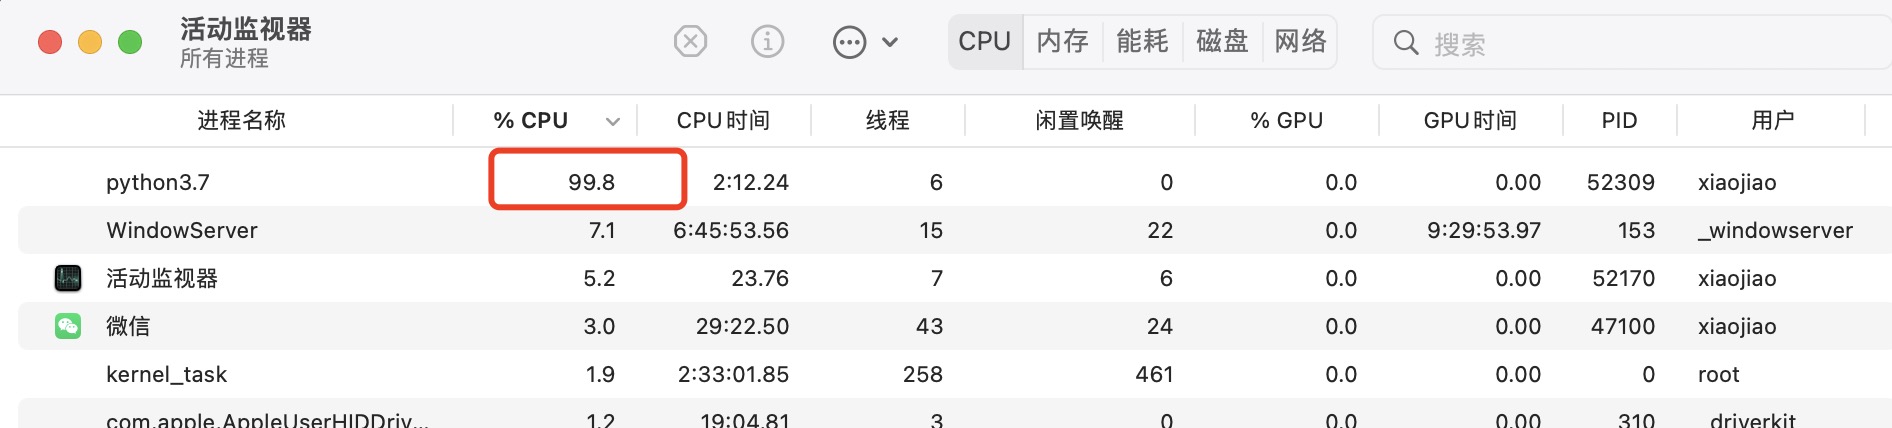 活动监视器
所有进程
CPU 内存 能耗 磁盘 网络 搜索
进程名称 % CPU CPU时间 线程 闲置唤醒 % GPU GPU时间 PID 用户
python3.7 99.8 2:12.24 6 0 0.0 0.00 52309 xiaojiao
WindowServer 7.1 6:45:53.56 15 22 0.0 9:29:53.97 153 _windowserver
活动监视器 5.2 23.76 7 6 0.0 0.00 52170 xiaojiao
微信 3.0 29:22.50 43 24 0.0 0.00 47100 xiaojiao
kernel_task 1.9 2:33:01.85 258 461 0.0 0.00 0 root
com.apple.AppleUserHIDDriv... 1.2 19:04.81 3 0 0.0 0.00 310 _driverkit